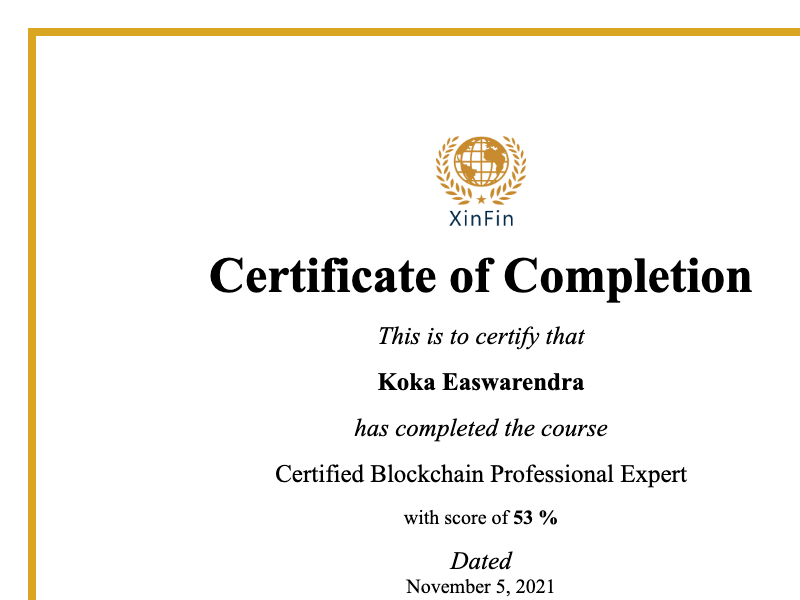 XinFin
Certificate of Completion
This is to certify that
Koka Easwarendra
has completed the course
Certified Blockchain Professional Expert
with score of 53 %
Dated
November 5, 2021